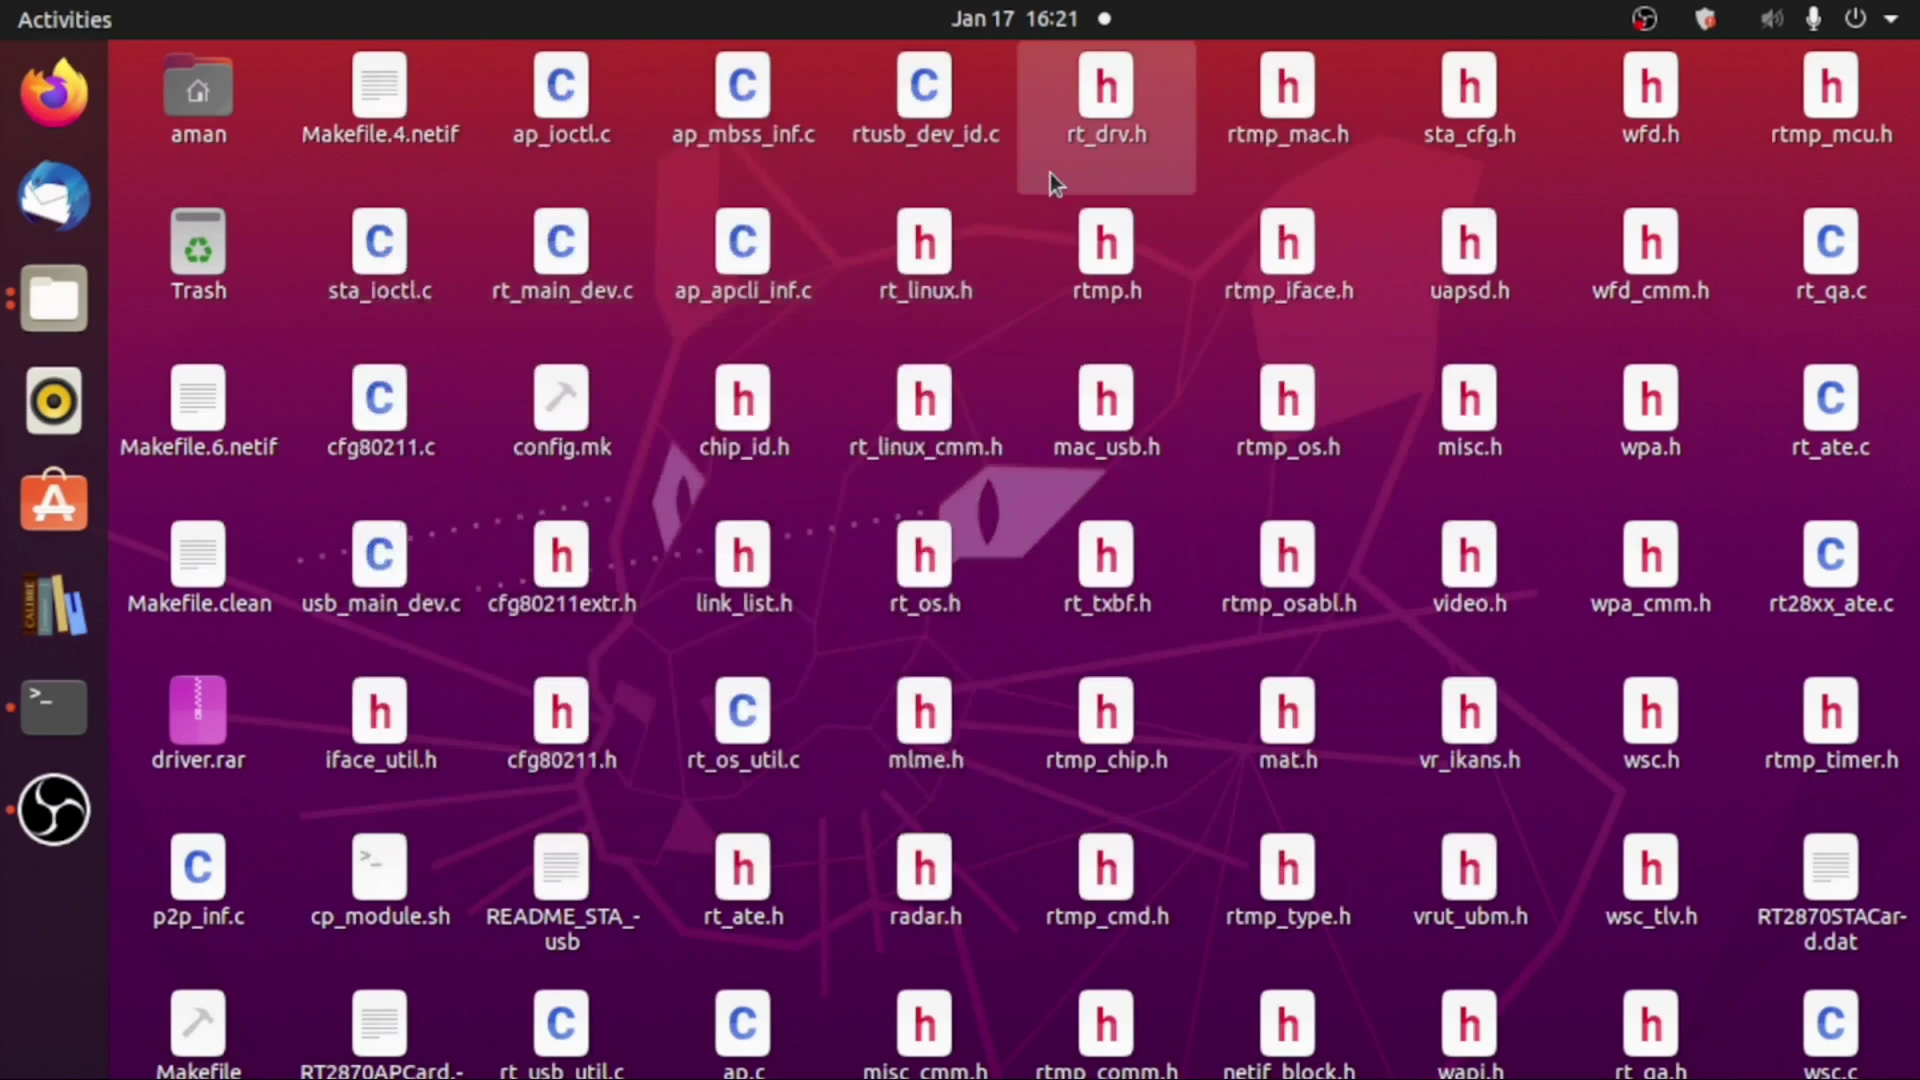 Activities
Jan 17 16:21
aman
Makefile.4.netif
ap_ioctl.c
ap_mbss_inf.c
rtusb_dev_id.c
rt_drv.h
rtmp_mac.h
sta_cfg.h
wfd.h
rtmp_mcu.h
Trash
sta_ioctl.c
rt_main_dev.c
ap_apcli_inf.c
rt_linux.h
rtmp.h
rtmp_iface.h
uapsd.h
wfd_cmm.h
rt_qa.c
Makefile.6.netif
cfg80211.c
config.mk
chip_id.h
rt_linux_cmm.h
mac_usb.h
rtmp_os.h
misc.h
wpa.h
rt_ate.c
CALIBRE
Makefile.clean
usb_main_dev.c
cfg80211extr.h
link_list.h
rt_os.h
rt_txbf.h
rtmp_osabl.h
video.h
wpa_cmm.h
rt28xx_ate.c
driver.rar
iface_util.h
cfg80211.h
rt_os_util.c
mlme.h
rtmp_chip.h
mat.h
vr_ikans.h
wsc.h
rtmp_timer.h
p2p_inf.c
cp_module.sh
README_STA_-
usb
rt_ate.h
radar.h
rtmp_cmd.h
rtmp_type.h
vrut_ubm.h
wsc_tlv.h
RT2870STACar-
d.dat
Makefile
RT2870APCard.-
rt_usb_util.c
ap.c
misc_cmm.h
rtmp_comm.h
netif_block.h
wapi.h
rt_qa.h
wsc.c